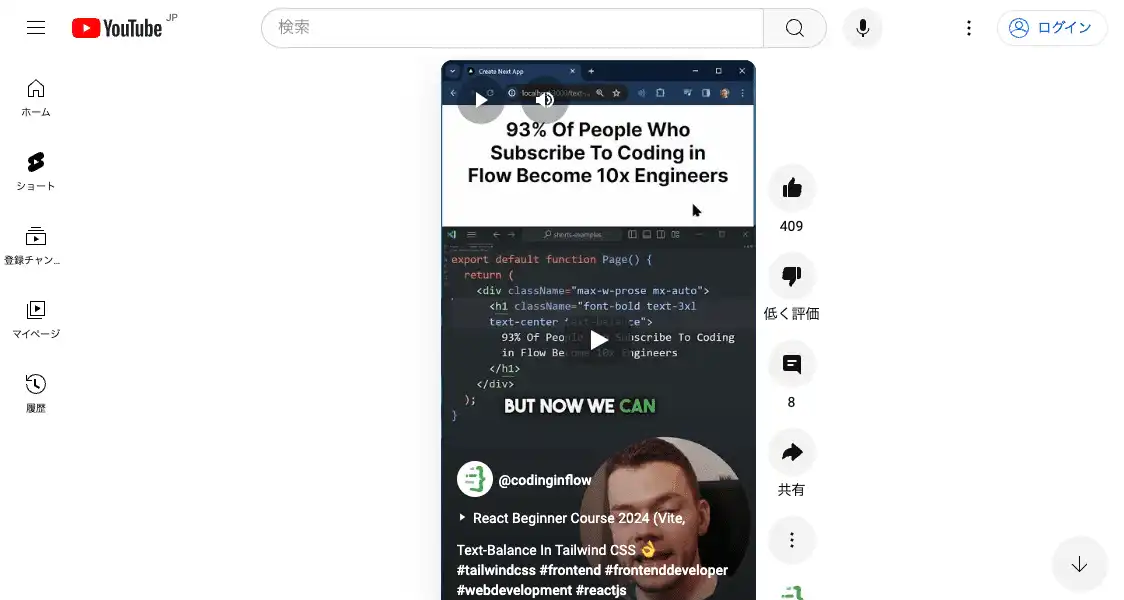 YouTube JP
検索
ログイン
ホーム
ショート
登録チャン...
マイページ
履歴
Create Next App
93% Of People Who
Subscribe To Coding in
Flow Become 10x Engineers
shorts-examples
export default function Page() {
return (
<div className="max-w-prose mx-auto">
<h1 className="font-bold text-3xl
text-center text-balance">
93% Of People Who Subscribe To Coding
in Flow Become 10x Engineers
</h1>
</div>
);
}
BUT NOW WE CAN
@codinginflow
React Beginner Course 2024 (Vite,
Text-Balance In Tailwind CSS 👌
#tailwindcss #frontend #frontenddeveloper
#webdevelopment #reactjs
409
低く評価
8
共有